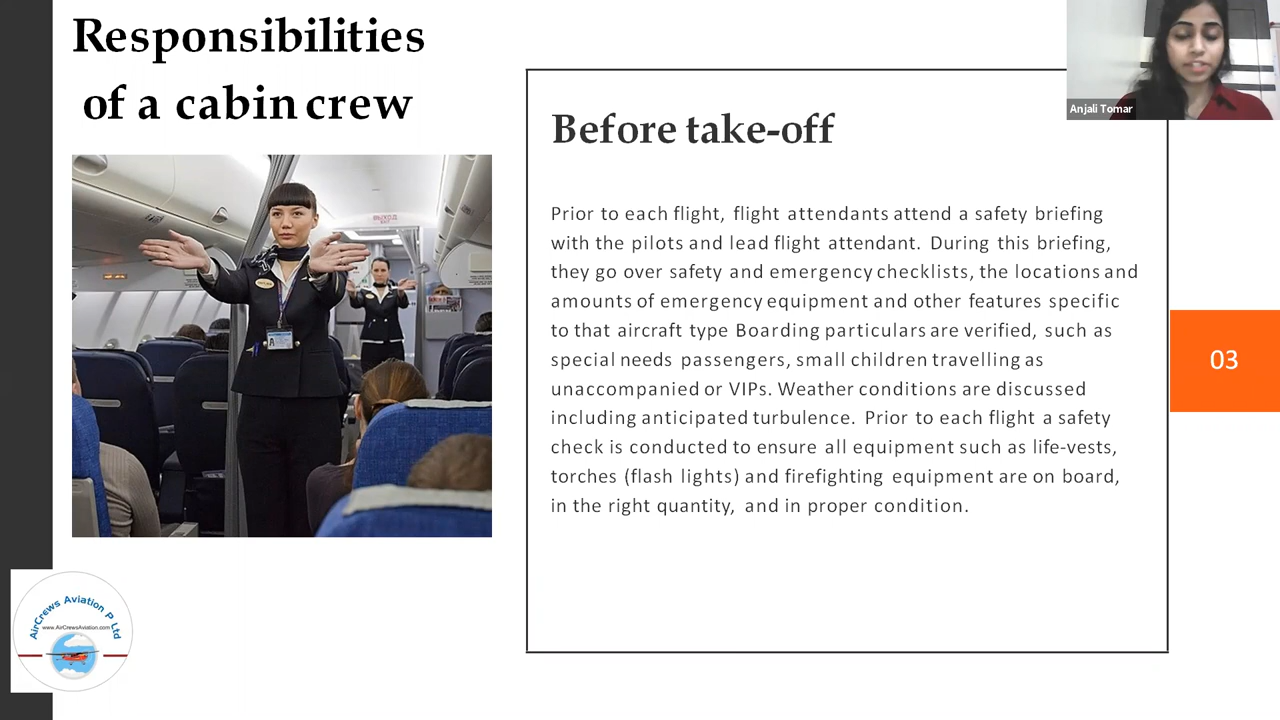 Responsibilities
of a cabin crew
Anjali Tomar
Before take-off
Prior to each flight, flight attendants attend a safety briefing
with the pilots and lead flight attendant. During this briefing,
they go over safety and emergency checklists, the locations and
amounts of emergency equipment and other features specific
to that aircraft type Boarding particulars are verified, such as
special needs passengers, small children travelling as
unaccompanied or VIPs. Weather conditions are discussed
including anticipated turbulence. Prior to each flight a safety
check is conducted to ensure all equipment such as life-vests,
torches (flash lights) and firefighting equipment are on board,
in the right quantity, and in proper condition.
03
ВЫХОД
AirCrews Aviation P Ltd
www.AirCrewsAviation.com